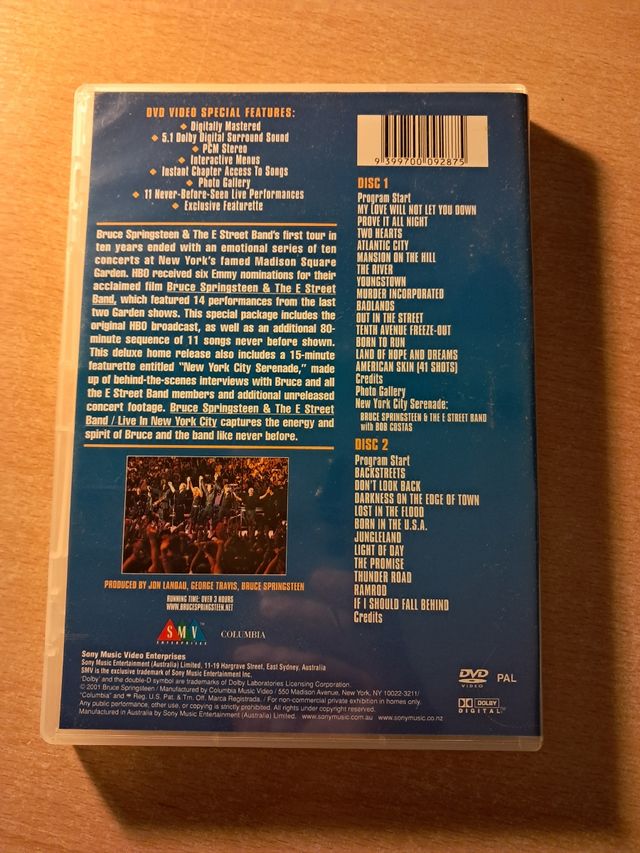 DVD VIDEO SPECIAL FEATURES:
Digitally Mastered
5.1 Dolby Digital Surround Sound
PCM Stereo
Interactive Menus
Instant Chapter Access To Songs
Photo Gallery
11 Never-Before-Seen Live Performances
Exclusive Featurette
Bruce Springsteen & The E Street Band's first tour in
ten years ended with an emotional series of ten
concerts at New York's famed Madison Square
Garden. HBO received six Emmy nominations for their
acclaimed film Bruce Springsteen & The E Street
Band, which featured 14 performances from the last
two Garden shows. This special package includes the
original HBO broadcast, as well as an additional 80-
minute sequence of 11 songs never before shown.
This deluxe home release also includes a 15-minute
featurette entitled "New York City Serenade," made
up of behind-the-scenes interviews with Bruce and all
the E Street Band members and additional unreleased
concert footage. Bruce Springsteen & The E Street
Band / Live In New York City captures the energy and
spirit of Bruce and the band like never before.
PRODUCED BY JON LANDAU, GEORGE TRAVIS, BRUCE SPRINGSTEEN
RUNNING TIME: OVER 3 HOURS
WWW.BRUCESPRINGSTEEN.NET
SMV
ENTERPRISES
COLUMBIA
9 399700 092875
DISC 1
Program Start
MY LOVE WILL NOT LET YOU DOWN
PROVE IT ALL NIGHT
TWO HEARTS
ATLANTIC CITY
MANSION ON THE HILL
THE RIVER
YOUNGSTOWN
MURDER INCORPORATED
BADLANDS
OUT IN THE STREET
TENTH AVENUE FREEZE-OUT
BORN TO RUN
LAND OF HOPE AND DREAMS
AMERICAN SKIN (41 SHOTS)
Credits
Photo Gallery
New York City Serenade:
BRUCE SPRINGSTEEN & THE E STREET BAND
with BOB COSTAS
DISC 2
Program Start
BACKSTREETS
DON'T LOOK BACK
DARKNESS ON THE EDGE OF TOWN
LOST IN THE FLOOD
BORN IN THE U.S.A.
JUNGLELAND
LIGHT OF DAY
THE PROMISE
THUNDER ROAD
RAMROD
IF I SHOULD FALL BEHIND
Credits
Sony Music Video Enterprises
Sony Music Entertainment (Australia) Limited, 11-19 Hargrave Street, East Sydney, Australia
SMV is the exclusive trademark of Sony Music Entertainment Inc.
'Dolby' and the double-D symbol are trademarks of Dolby Laboratories Licensing Corporation.
© 2001 Bruce Springsteen / Manufactured by Columbia Music Video / 550 Madison Avenue, New York, NY 10022-3211/
"Columbia" and Reg. U.S. Pat. & Tm. Off. Marca Registrada. / For non-commercial private exhibition in homes only.
Any public performance, other use, or copying is strictly prohibited. All rights under copyright reserved.
Manufactured in Australia by Sony Music Entertainment (Australia) Limited. www.sonymusic.com.au www.sonymusic.co.nz
DVD
VIDEO
PAL
DOLBY
DIGITAL